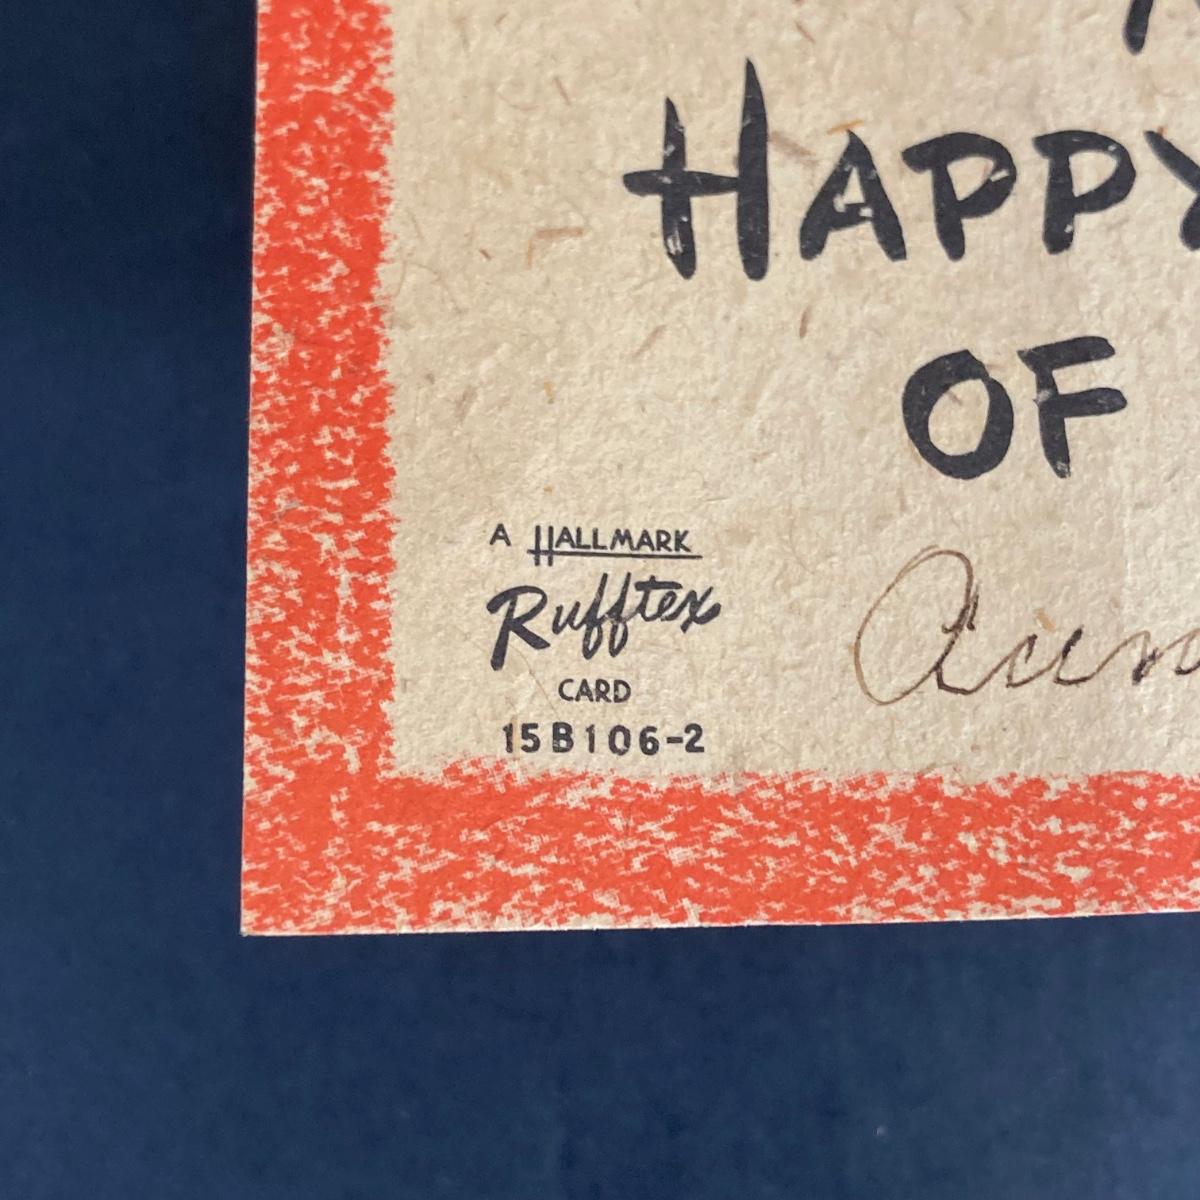 HAPPY
OF
A HALLMARK
Rufftex
CARD
15B106-2